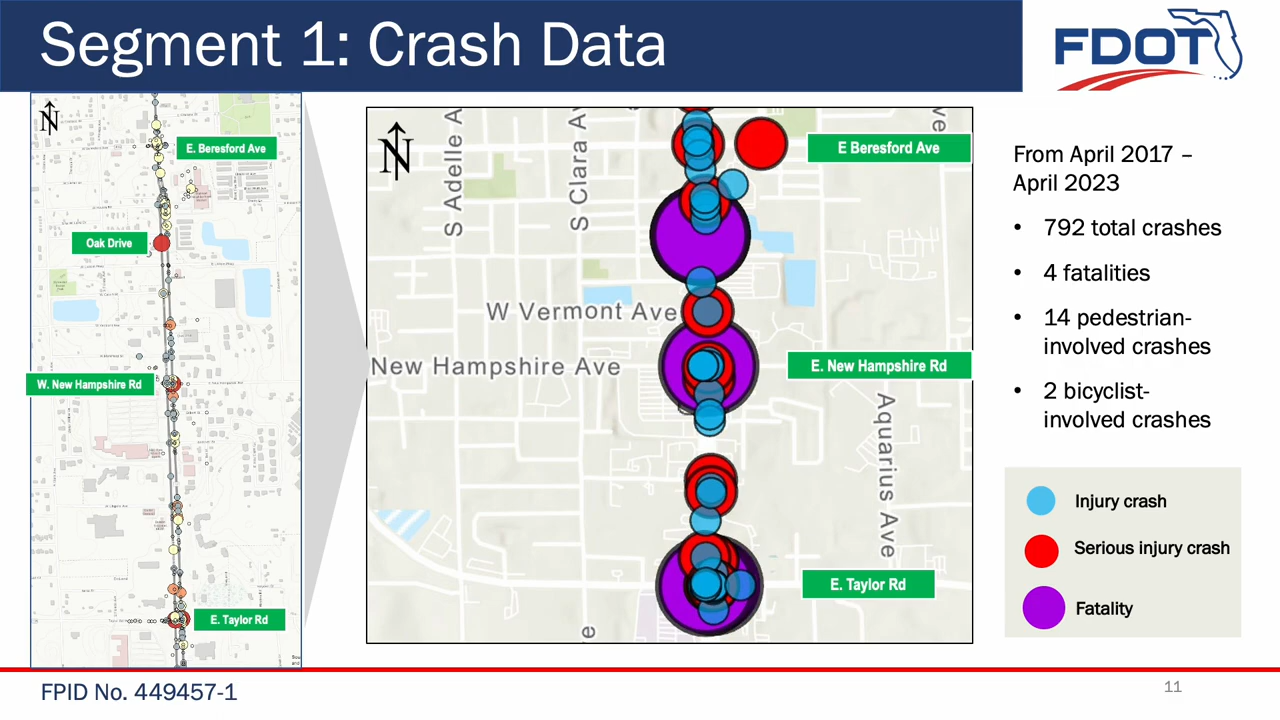 Segment 1: Crash Data
FDOT
N
E. Beresford Ave
Oak Drive
W. New Hampshire Rd
E. Taylor Rd
N
S Adelle A
S Clara A
ve
E Beresford Ave
W Vermont Ave
New Hampshire Ave
E. New Hampshire Rd
Aquarius Ave
E. Taylor Rd
e
From April 2017 –
April 2023
• 792 total crashes
• 4 fatalities
• 14 pedestrian-
involved crashes
• 2 bicyclist-
involved crashes
Injury crash
Serious injury crash
Fatality
FPID No. 449457-1
11